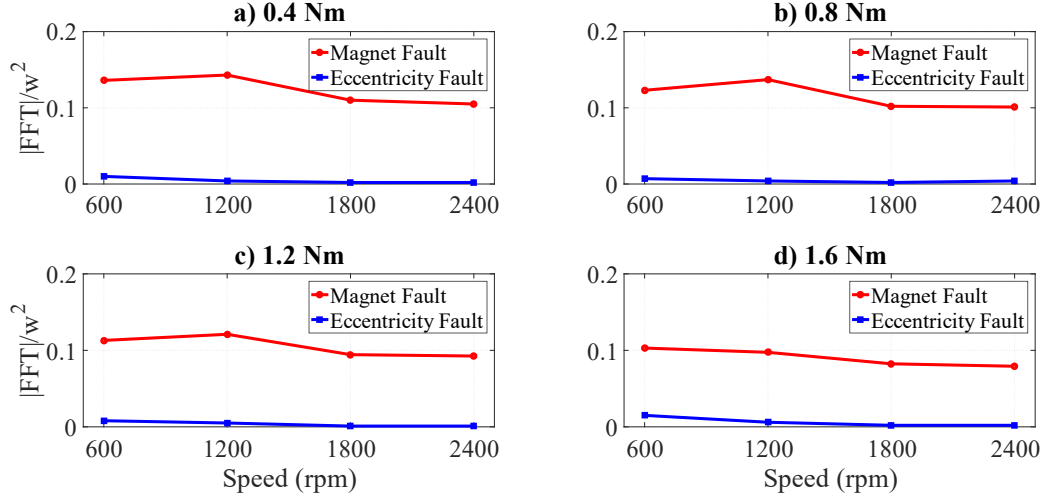 a) 0.4 Nm
|FFT|/w²
0.2
0.1
0
Magnet Fault
Eccentricity Fault
600 1200 1800 2400
b) 0.8 Nm
0.2
0.1
0
Magnet Fault
Eccentricity Fault
600 1200 1800 2400
c) 1.2 Nm
|FFT|/w²
0.2
0.1
0
Magnet Fault
Eccentricity Fault
600 1200 1800 2400
Speed (rpm)
d) 1.6 Nm
0.2
0.1
0
Magnet Fault
Eccentricity Fault
600 1200 1800 2400
Speed (rpm)